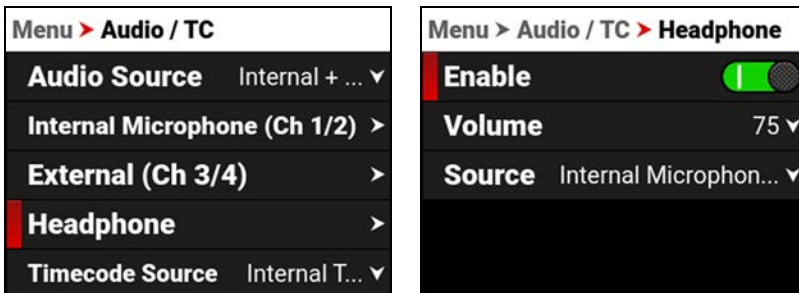 Menu ➤ Audio / TC
Audio Source Internal + ...
Internal Microphone (Ch 1/2) >
External (Ch 3/4) >
Headphone >
Timecode Source Internal T...
Menu ➤ Audio / TC ➤ Headphone
Enable
Volume 75
Source Internal Microphon...